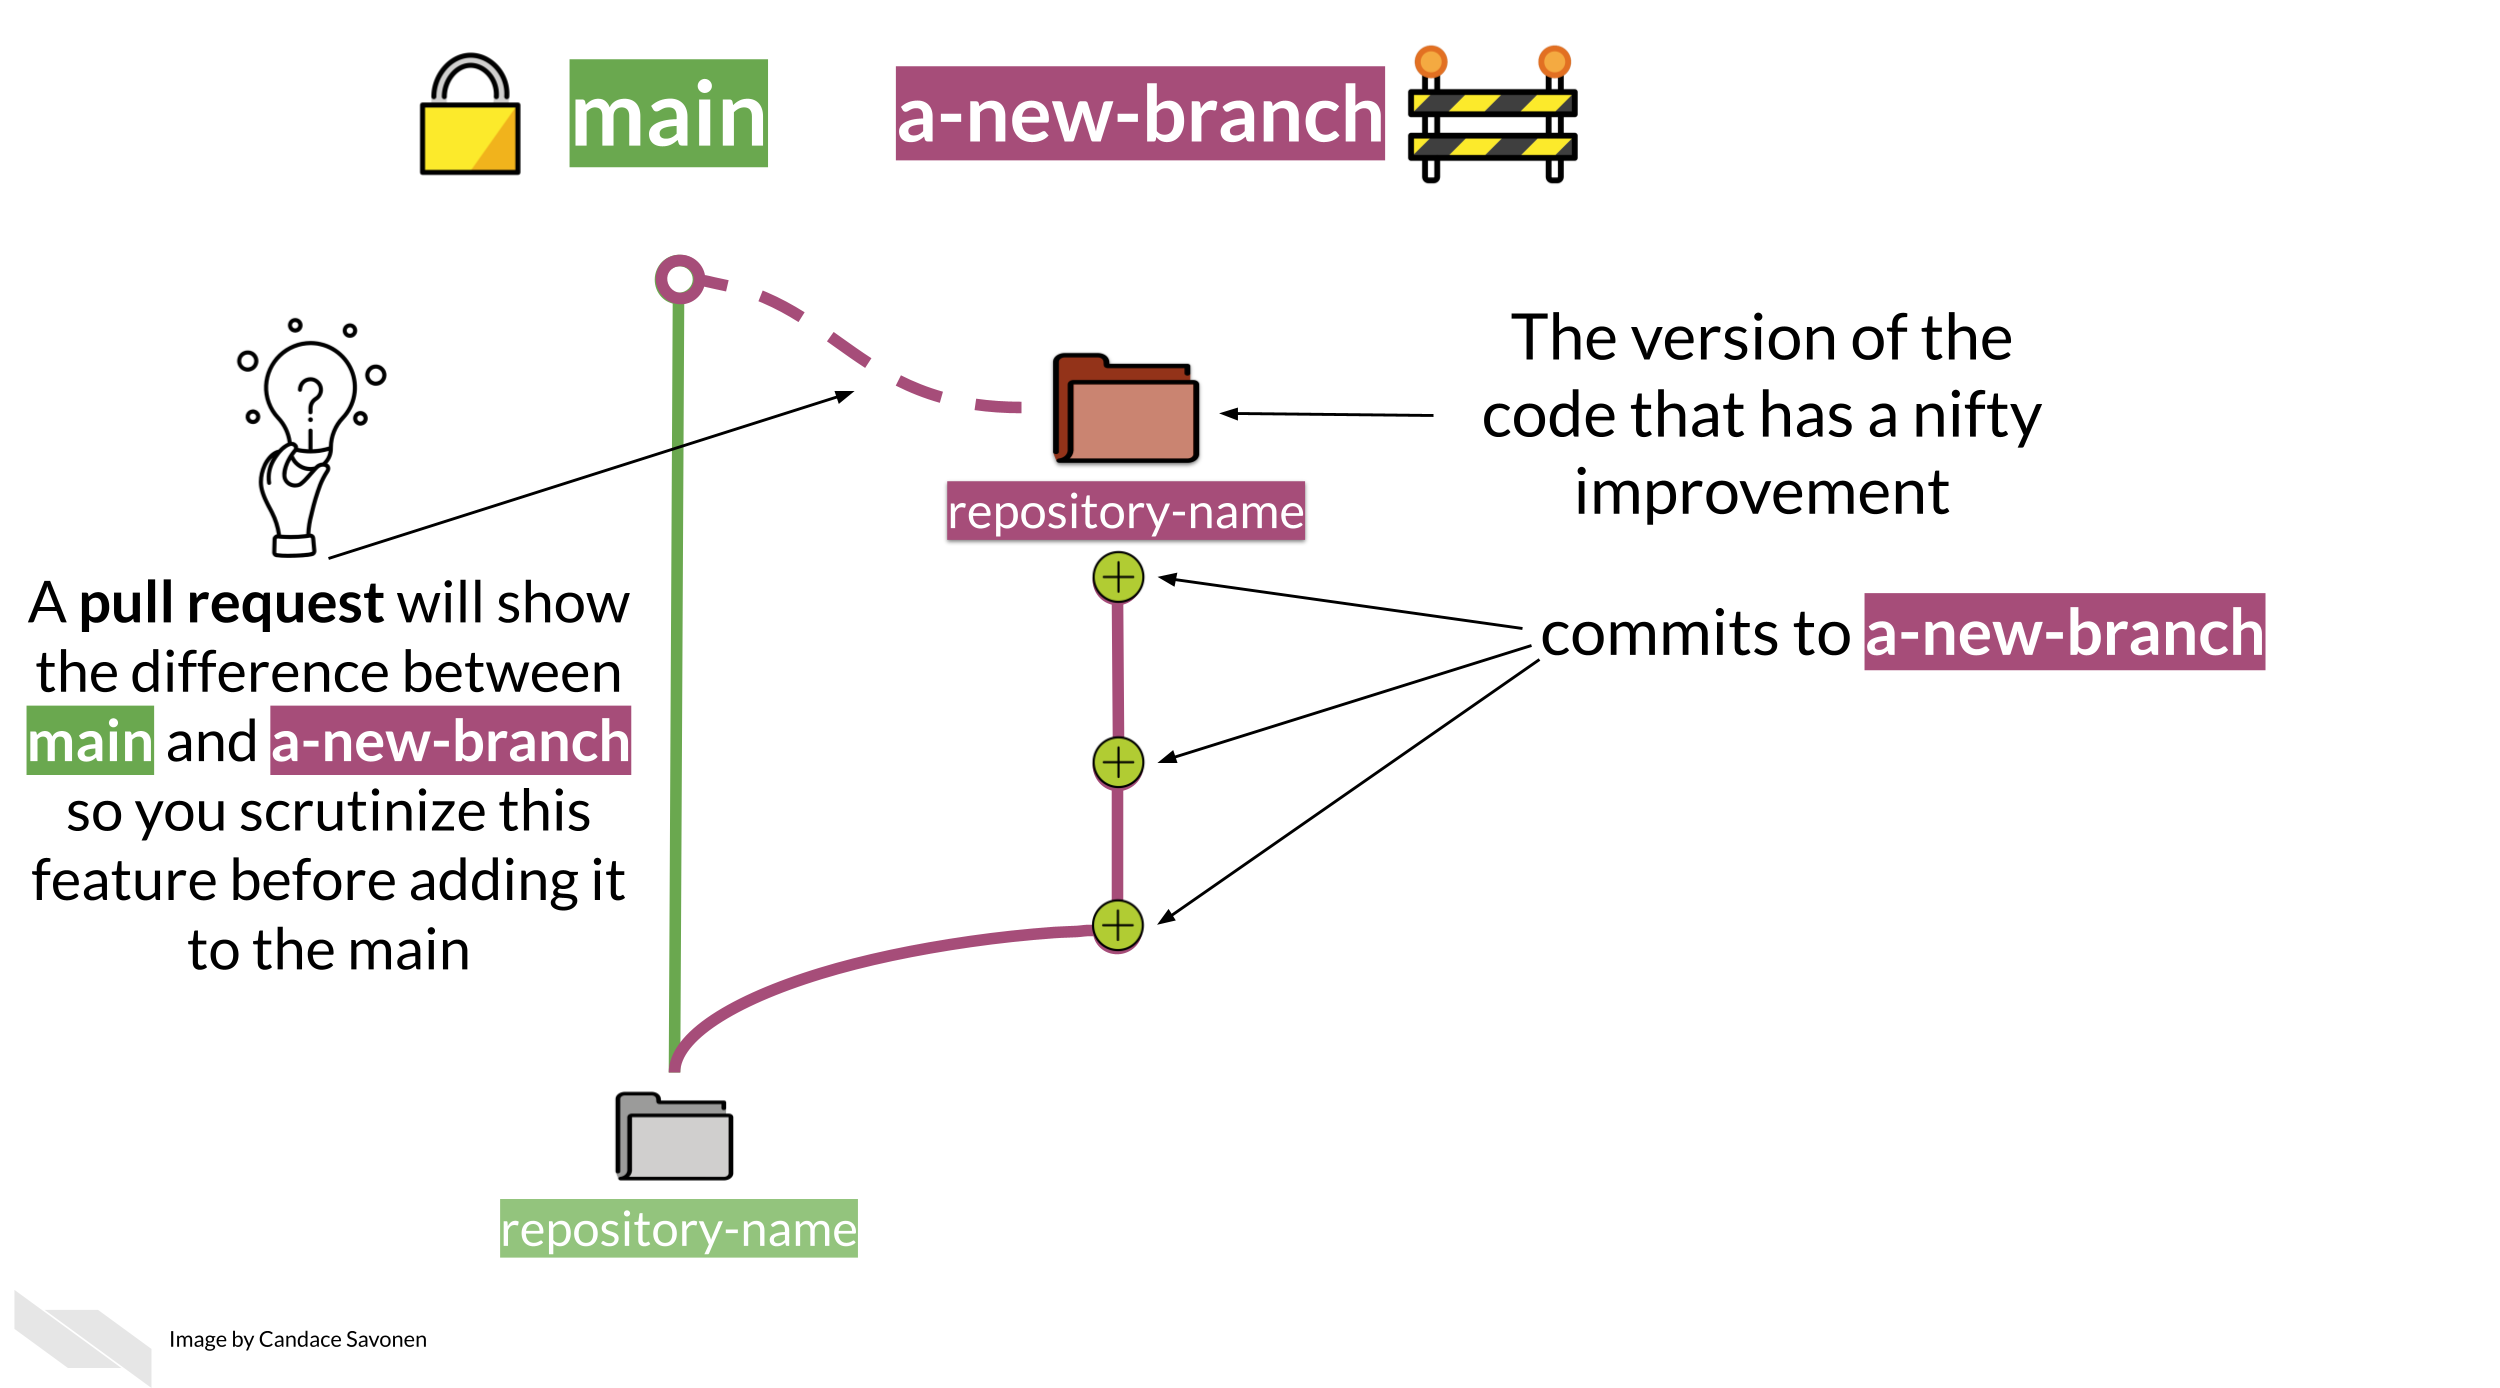 main
a-new-branch
The version of the
code that has a nifty
improvement
repository-name
A pull request will show
the difference between
main and a-new-branch
so you scrutinize this
feature before adding it
to the main
commits to a-new-branch
repository-name
Image by Candace Savonen